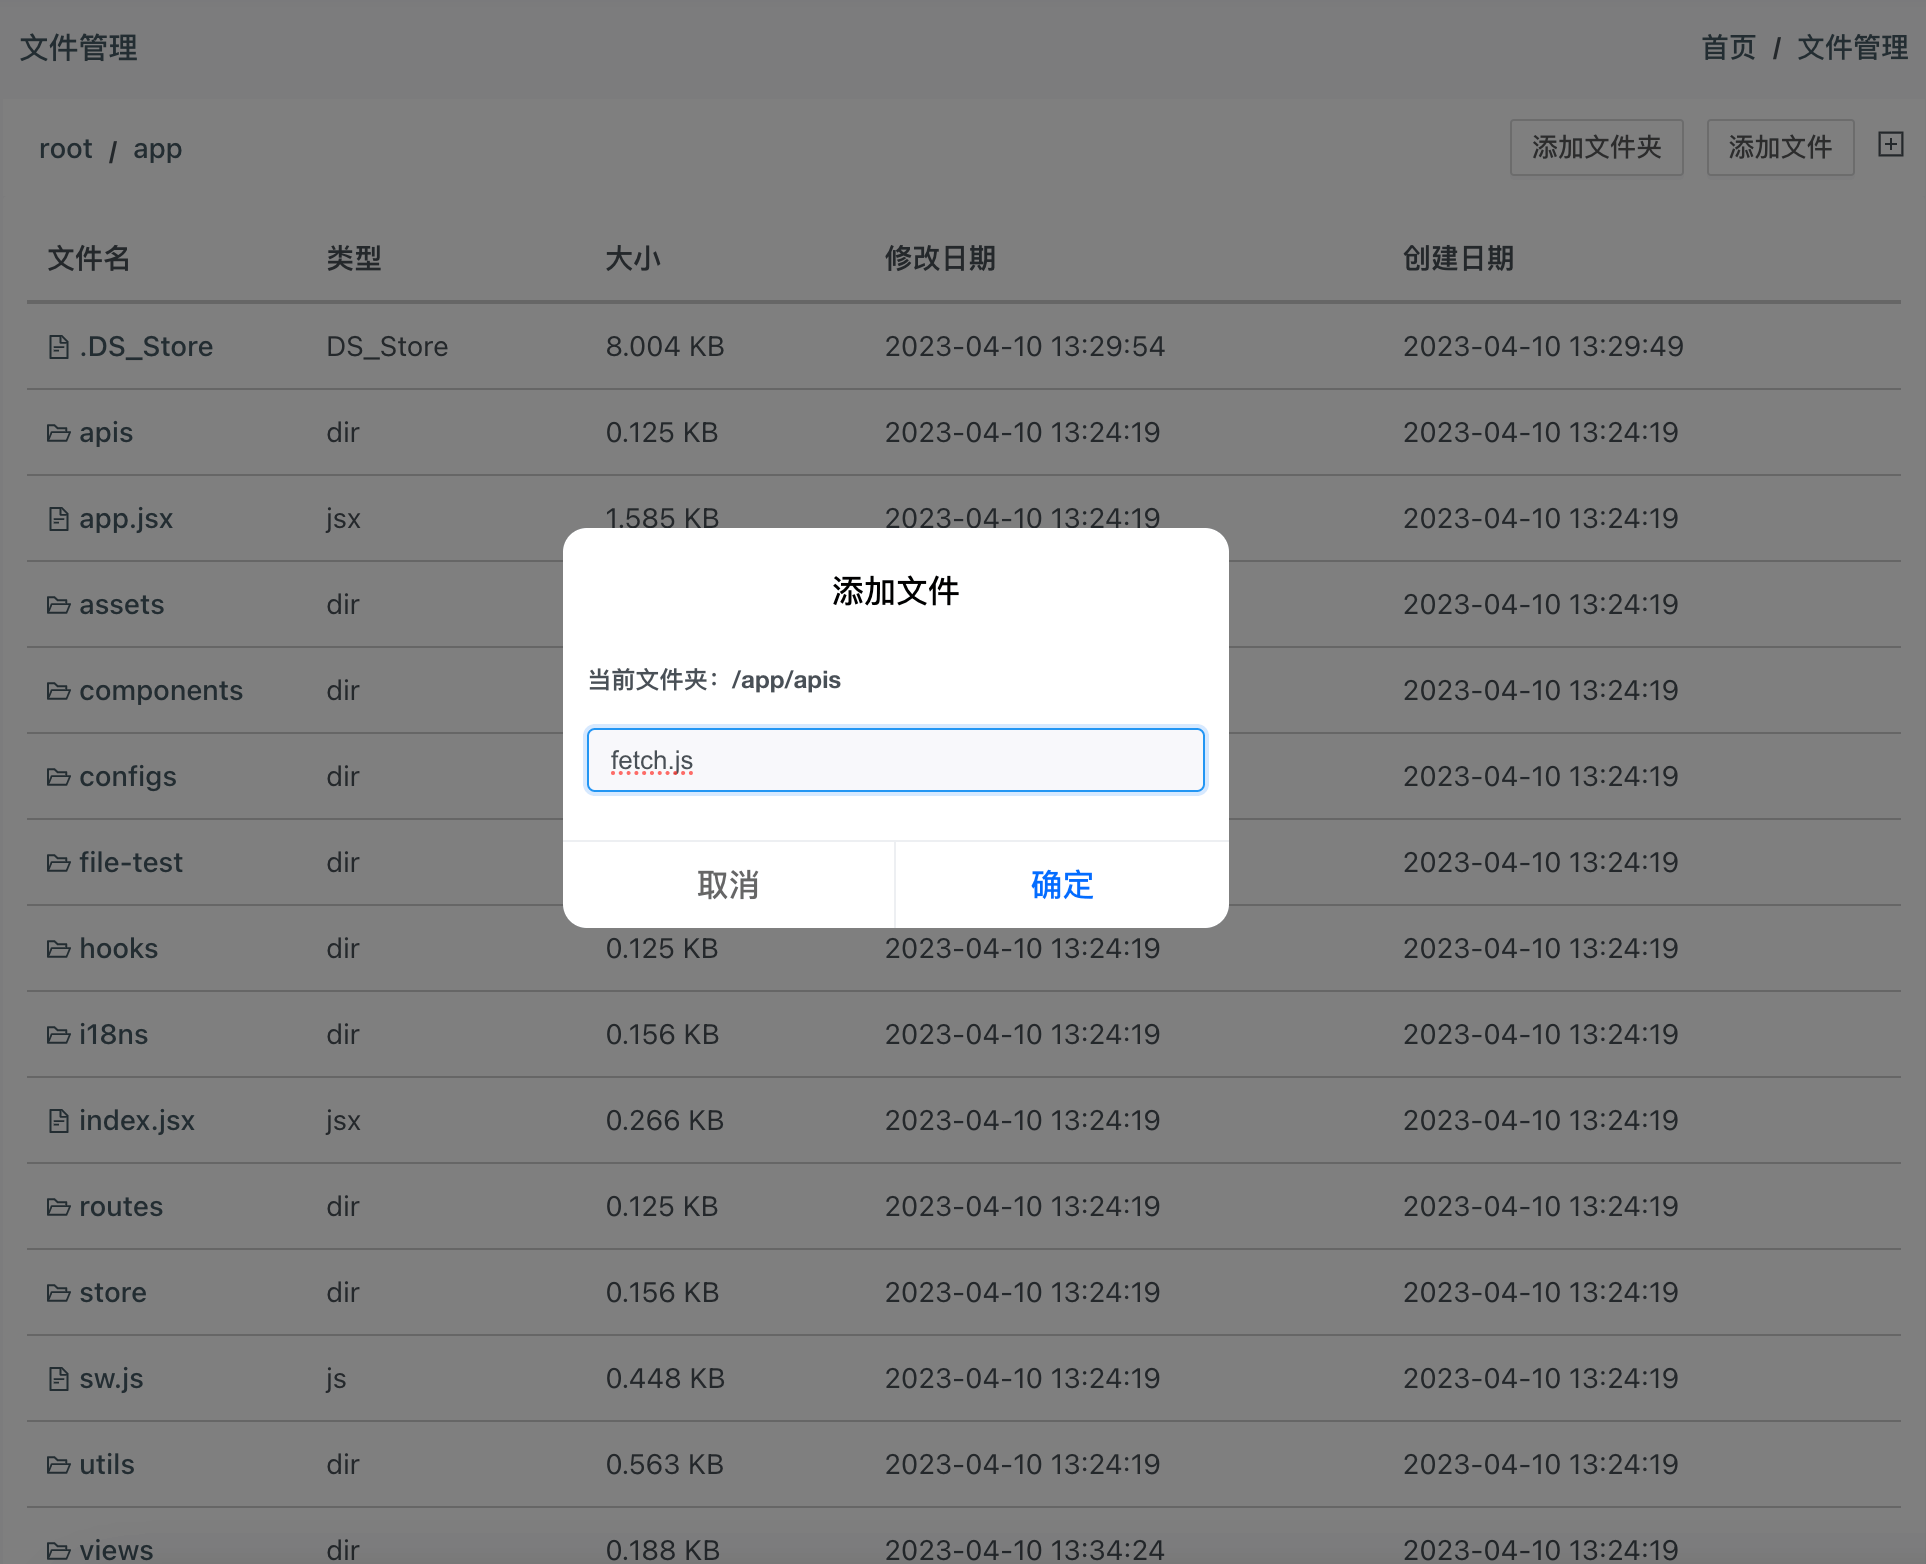 文件管理
首页 / 文件管理
root / app
添加文件夹 添加文件
文件名 类型 大小 修改日期 创建日期
.DS_Store DS_Store 8.004 KB 2023-04-10 13:29:54 2023-04-10 13:29:49
apis dir 0.125 KB 2023-04-10 13:24:19 2023-04-10 13:24:19
app.jsx jsx 1.585 KB 2023-04-10 13:24:19 2023-04-10 13:24:19
assets dir 2023-04-10 13:24:19
components dir 2023-04-10 13:24:19
configs dir 2023-04-10 13:24:19
file-test dir 2023-04-10 13:24:19
添加文件
当前文件夹：/app/apis
fetch.js
取消 确定
hooks dir 0.125 KB 2023-04-10 13:24:19 2023-04-10 13:24:19
i18ns dir 0.156 KB 2023-04-10 13:24:19 2023-04-10 13:24:19
index.jsx jsx 0.266 KB 2023-04-10 13:24:19 2023-04-10 13:24:19
routes dir 0.125 KB 2023-04-10 13:24:19 2023-04-10 13:24:19
store dir 0.156 KB 2023-04-10 13:24:19 2023-04-10 13:24:19
sw.js js 0.448 KB 2023-04-10 13:24:19 2023-04-10 13:24:19
utils dir 0.563 KB 2023-04-10 13:24:19 2023-04-10 13:24:19
views dir 0.188 KB 2023-04-10 13:34:24 2023-04-10 13:24:19